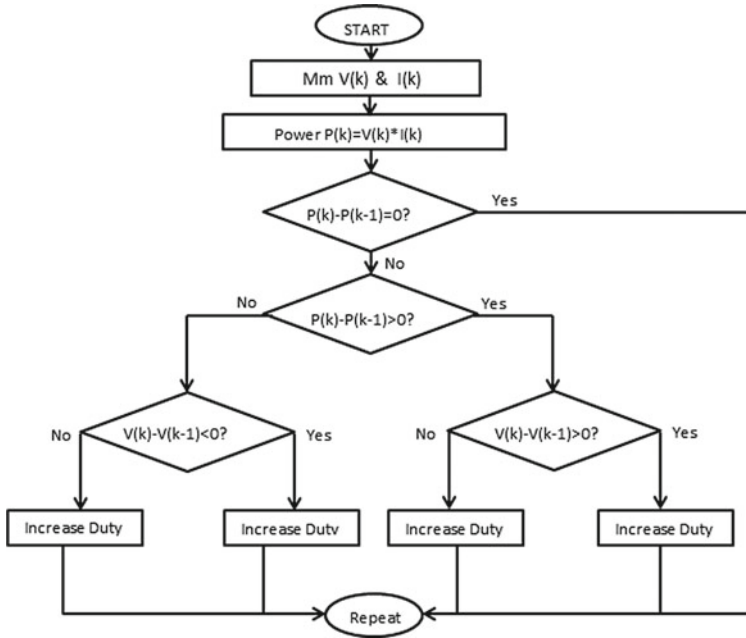 START
Mm V(k) & I(k)
Power P(k)=V(k)*I(k)
P(k)-P(k-1)=0?
Yes
No
No
P(k)-P(k-1)>0?
Yes
No
V(k)-V(k-1)<0?
Yes
No
V(k)-V(k-1)>0?
Yes
Increase Duty
Increase Dutv
Increase Duty
Increase Duty
Repeat